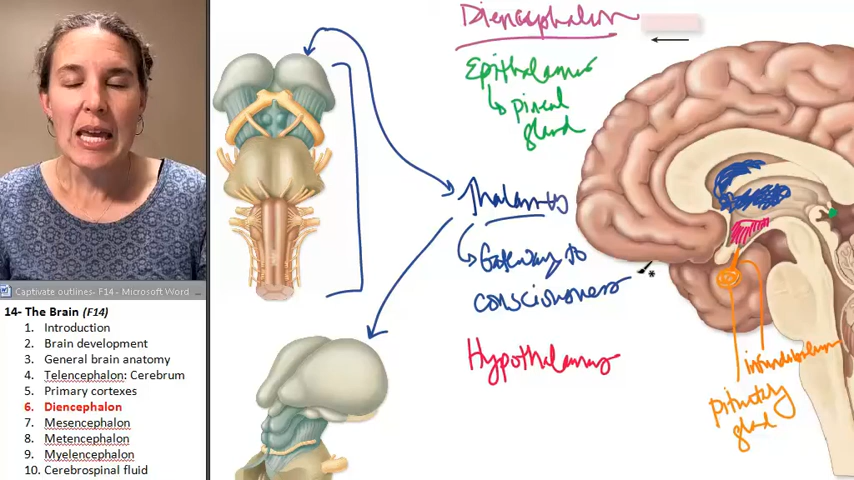 Diencephalon
Epithalamus
pineal
gland
Thalamus
Gateway to
consciousness
Hypothalamus
infundibulum
pituitary
gland
Captivate outlines- F14 - Microsoft Word
14- The Brain (F14)
1. Introduction
2. Brain development
3. General brain anatomy
4. Telencephalon: Cerebrum
5. Primary cortexes
6. Diencephalon
7. Mesencephalon
8. Metencephalon
9. Myelencephalon
10. Cerebrospinal fluid